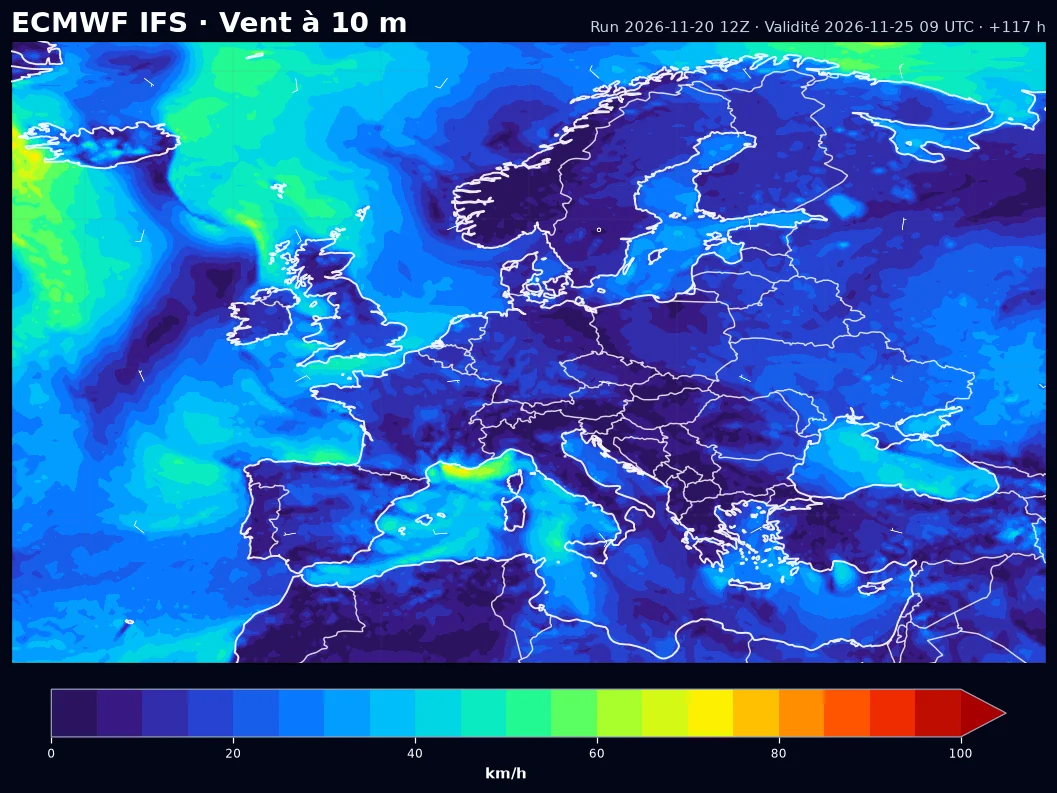 ECMWF IFS · Vent à 10 m
Run 2026-11-20 12Z · Validité 2026-11-25 09 UTC · +117 h
0 20 40 60 80 100
km/h